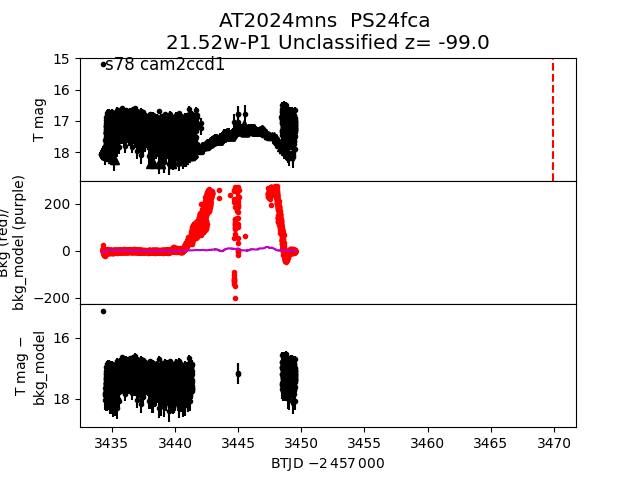 AT2024mns  PS24fca
21.52w-P1 Unclassified z= -99.0
s78 cam2ccd1
15
16
17
18
T mag
200
0
−200
Bkg (red)/
bkg_model (purple)
16
18
T mag −
bkg_model
3435 3440 3445 3450 3455 3460 3465 3470
BTJD −2 457 000